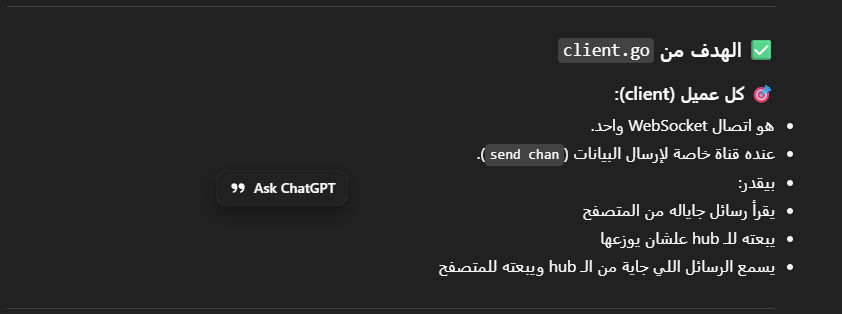 ✅ الهدف من client.go
🎯 كل عميل (client):
هو اتصال WebSocket واحد.
عنده قناة خاصة لإرسال البيانات (send chan).
بيقدر:
يقرأ رسائل جاياله من المتصفح
يبعته للـ hub علشان يوزعها
يسمع الرسائل اللي جاية من الـ hub ويبعته للمتصفح
Ask ChatGPT